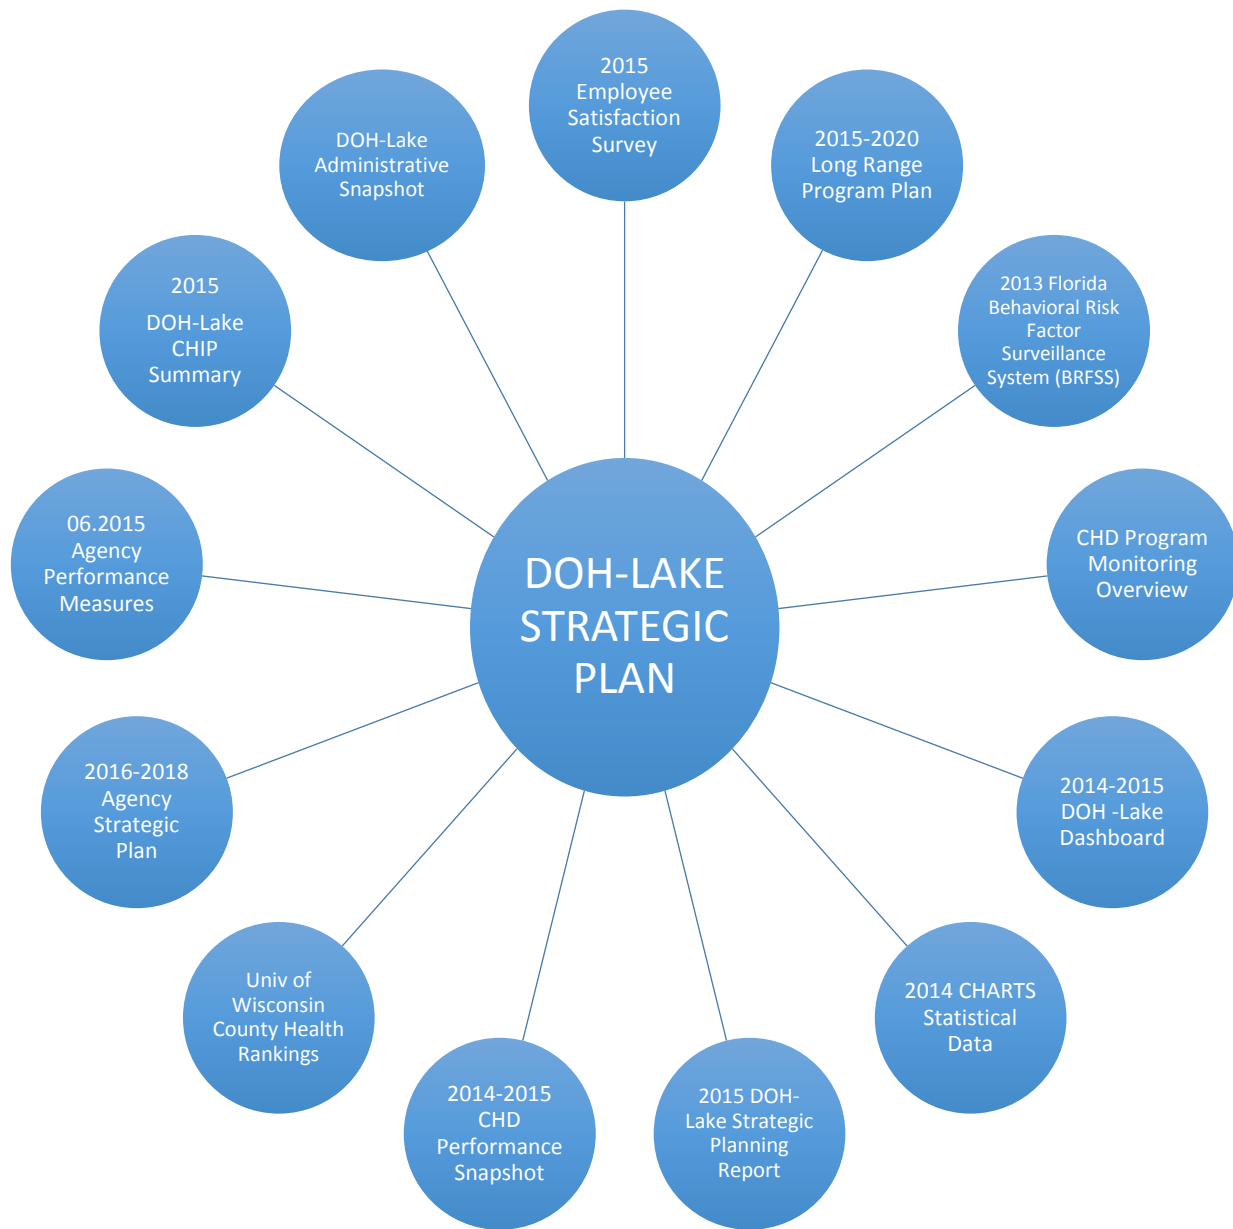 2015
Employee
Satisfaction
Survey
2015-2020
Long Range
Program Plan
2013 Florida
Behavioral Risk
Factor
Surveillance
System (BRFSS)
CHD Program
Monitoring
Overview
2014-2015
DOH -Lake
Dashboard
2014 CHARTS
Statistical
Data
2015 DOH-
Lake Strategic
Planning
Report
2014-2015
CHD
Performance
Snapshot
Univ of
Wisconsin
County Health
Rankings
2016-2018
Agency
Strategic
Plan
06.2015
Agency
Performance
Measures
2015
DOH-Lake
CHIP
Summary
DOH-Lake
Administrative
Snapshot
DOH-LAKE
STRATEGIC
PLAN